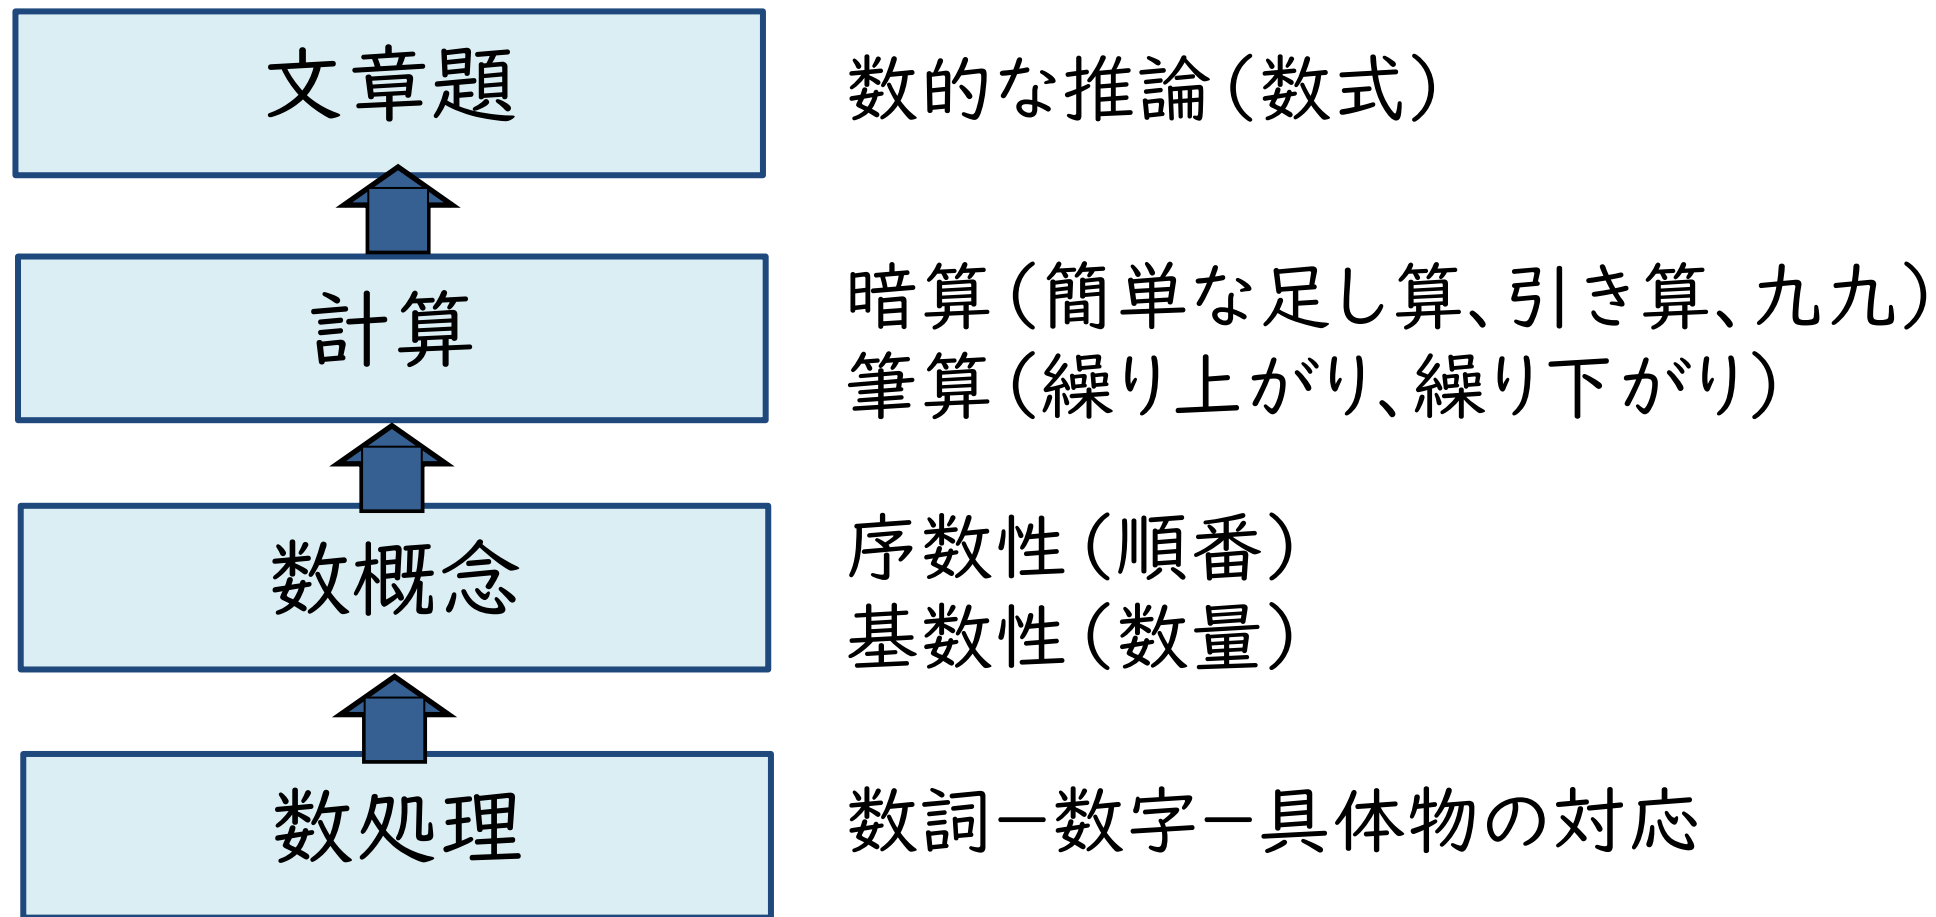 文章題
数的な推論（数式）
計算
暗算（簡単な足し算、引き算、九九）
筆算（繰り上がり、繰り下がり）
数概念
序数性（順番）
基数性（数量）
数処理
数詞－数字－具体物の対応